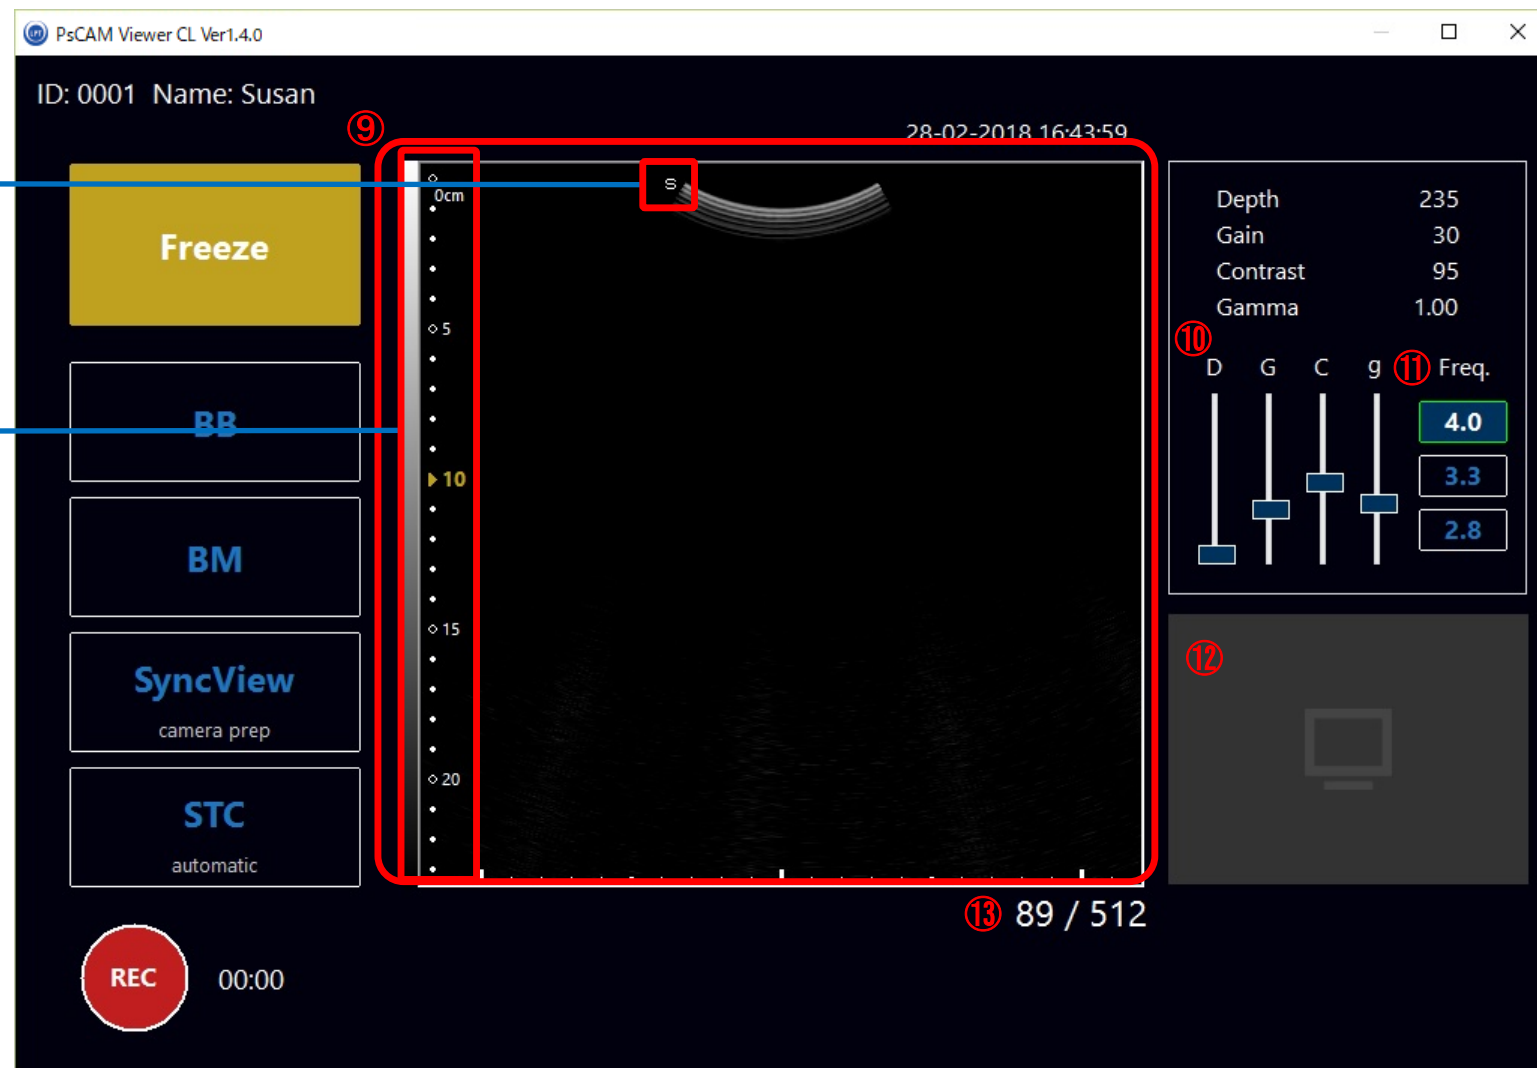 LPT
PsCAM Viewer CL Ver1.4.0
ID: 0001 Name: Susan
⑨
28-02-2018 16:43:59
Freeze
BB
BM
SyncView
camera prep
STC
automatic
REC
00:00
S
0cm
5
10
15
20
Depth 235
Gain 30
Contrast 95
Gamma 1.00
⑩
D G C g
⑪ Freq.
4.0
3.3
2.8
⑫
⑬ 89 / 512